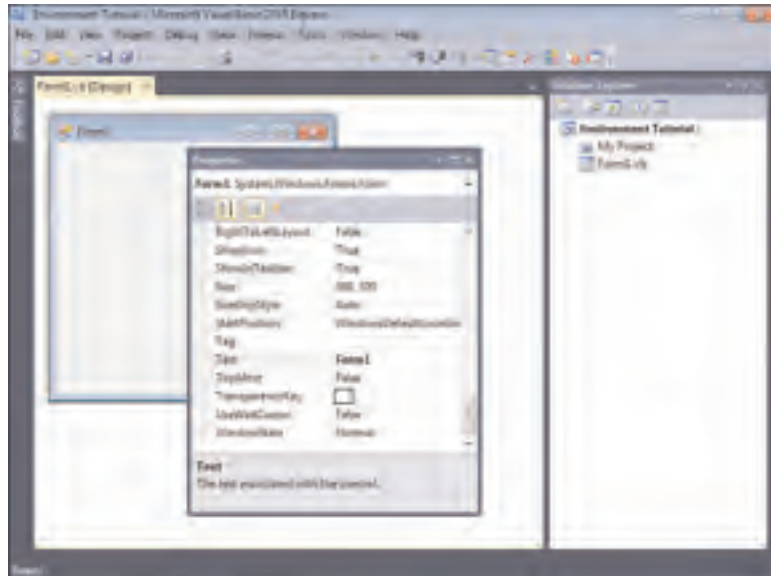 Environment Tutorial - Microsoft Visual Basic 2010 Express
File Edit View Project Debug Data Format Tools Window Help
Form1.vb [Design]
Solution Explorer
Toolbox
Form1
Environment Tutorial
My Project
Form1.vb
Properties
Form1 System.Windows.Forms.Form
RightToLeftLayout False
ShowIcon True
ShowInTaskbar True
Size 300, 300
SizeGripStyle Auto
StartPosition WindowsDefaultLocation
Tag
Text Form1
TopMost False
TransparencyKey
UseWaitCursor False
WindowState Normal
Text
The text associated with the control.
Ready